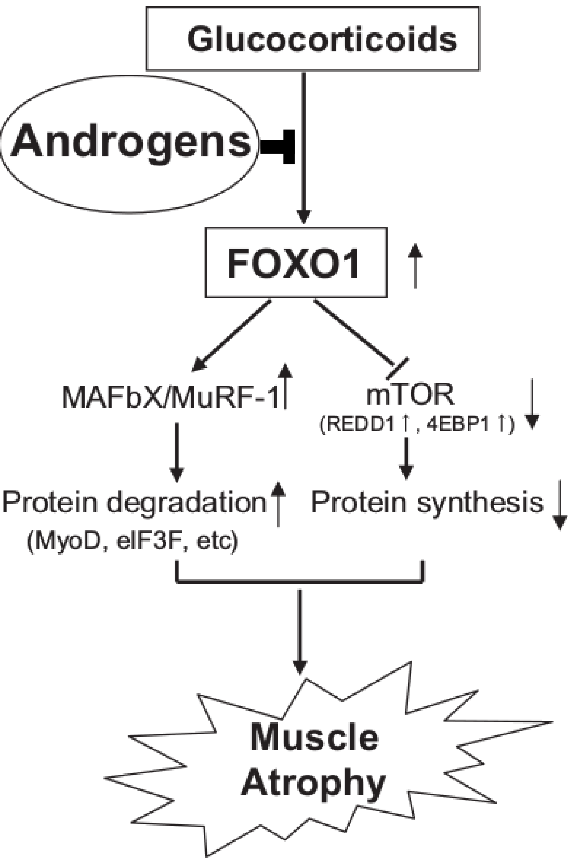 Glucocorticoids
Androgens
FOXO1 ↑
MAFbX/MuRF-1 ↑
mTOR ↓
(REDD1↑, 4EBP1↑)
Protein degradation ↑
(MyoD, eIF3F, etc)
Protein synthesis ↓
Muscle
Atrophy